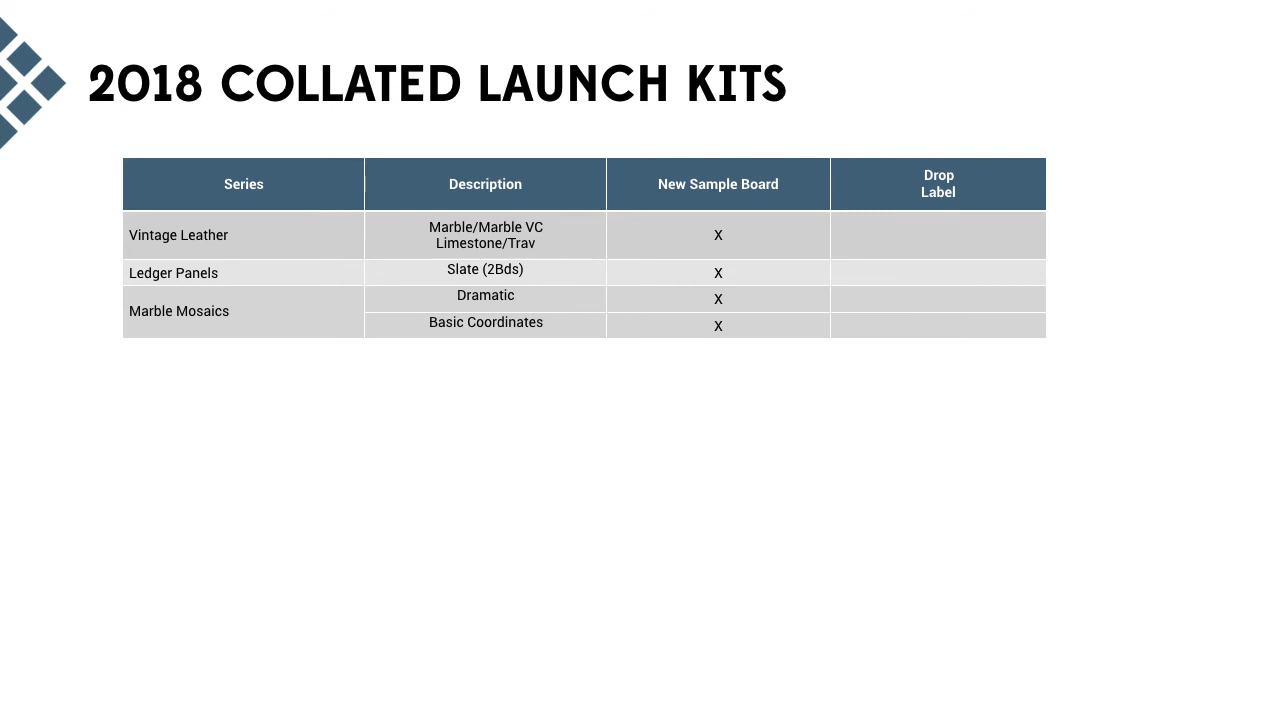 2018 COLLATED LAUNCH KITS
Series Description New Sample Board Drop
Label
Vintage Leather Marble/Marble VC X
Limestone/Trav
Ledger Panels Slate (2Bds) X
Marble Mosaics Dramatic X
Basic Coordinates X